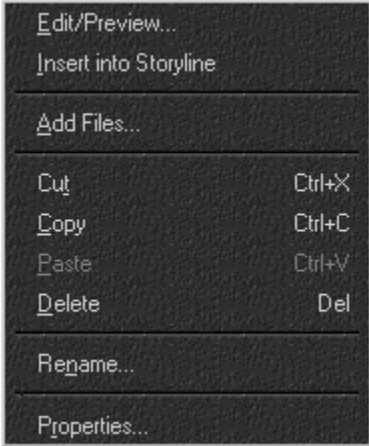 Edit/Preview...
Insert into Storyline
Add Files...
Cut Ctrl+X
Copy Ctrl+C
Paste Ctrl+V
Delete Del
Rename...
Properties...